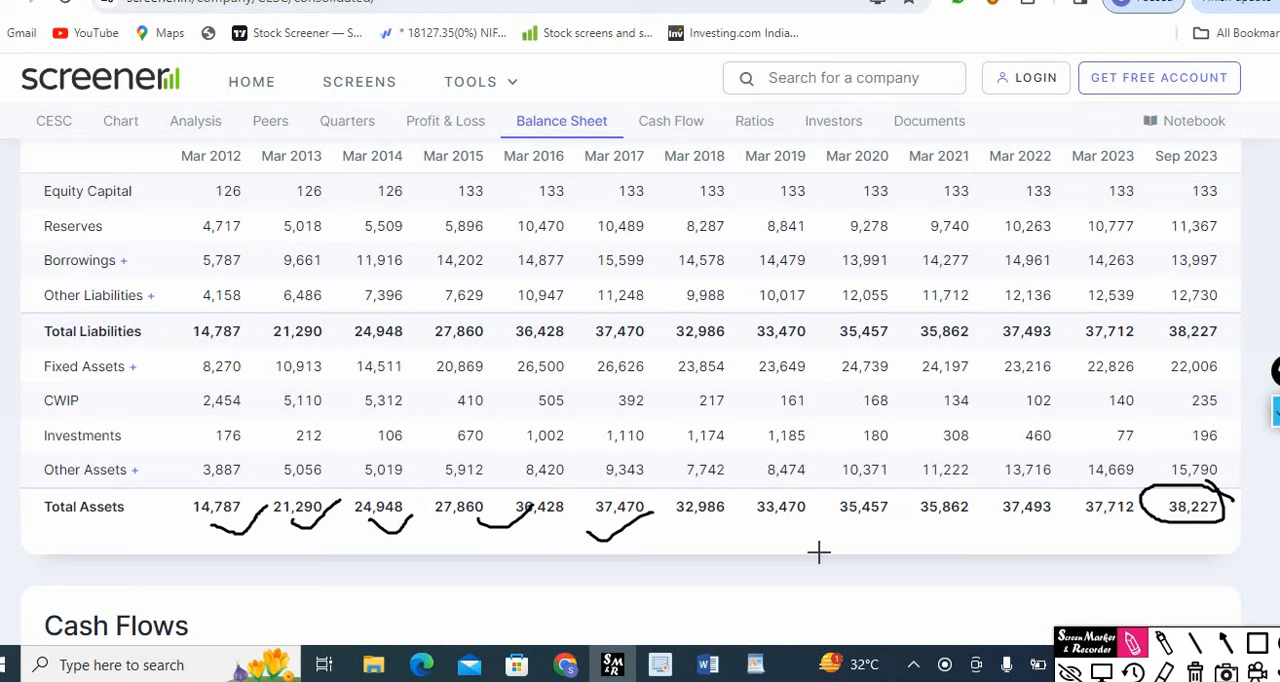 Gmail YouTube Maps Stock Screener — S... * 18127.35(0%) NIF... Stock screens and s... Inv Investing.com India... All Bookmar
screener HOME SCREENS TOOLS Search for a company LOGIN GET FREE ACCOUNT
CESC Chart Analysis Peers Quarters Profit & Loss Balance Sheet Cash Flow Ratios Investors Documents Notebook
Mar 2012 Mar 2013 Mar 2014 Mar 2015 Mar 2016 Mar 2017 Mar 2018 Mar 2019 Mar 2020 Mar 2021 Mar 2022 Mar 2023 Sep 2023
Equity Capital 126 126 126 133 133 133 133 133 133 133 133 133 133
Reserves 4,717 5,018 5,509 5,896 10,470 10,489 8,287 8,841 9,278 9,740 10,263 10,777 11,367
Borrowings + 5,787 9,661 11,916 14,202 14,877 15,599 14,578 14,479 13,991 14,277 14,961 14,263 13,997
Other Liabilities + 4,158 6,486 7,396 7,629 10,947 11,248 9,988 10,017 12,055 11,712 12,136 12,539 12,730
Total Liabilities 14,787 21,290 24,948 27,860 36,428 37,470 32,986 33,470 35,457 35,862 37,493 37,712 38,227
Fixed Assets + 8,270 10,913 14,511 20,869 26,500 26,626 23,854 23,649 24,739 24,197 23,216 22,826 22,006
CWIP 2,454 5,110 5,312 410 505 392 217 161 168 134 102 140 235
Investments 176 212 106 670 1,002 1,110 1,174 1,185 180 308 460 77 196
Other Assets + 3,887 5,056 5,019 5,912 8,420 9,343 7,742 8,474 10,371 11,222 13,716 14,669 15,790
Total Assets 14,787 21,290 24,948 27,860 36,428 37,470 32,986 33,470 35,457 35,862 37,493 37,712 38,227
Cash Flows
Screen Marker & Recorder
Type here to search SM &R 32°C